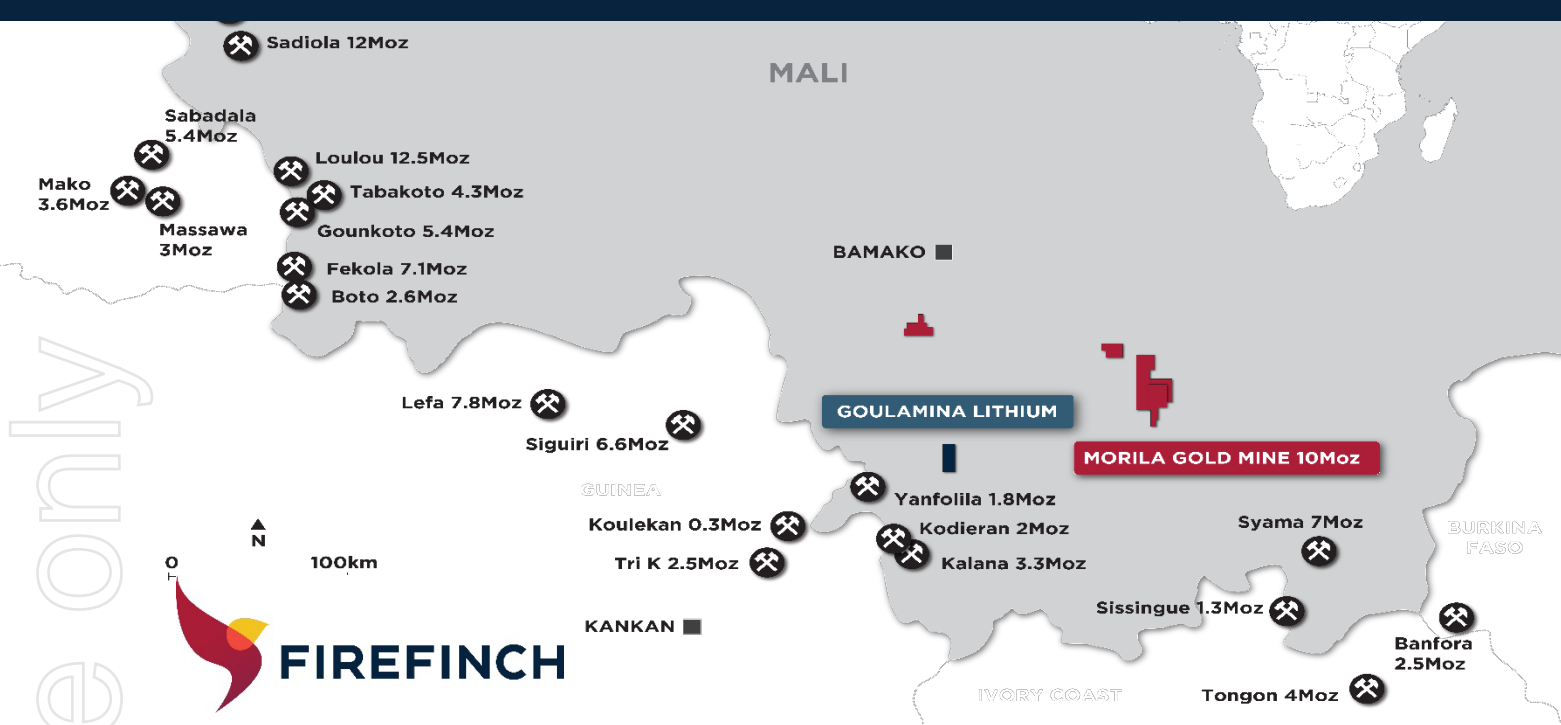 Sadiola 12Moz
MALI
Sabadala
5.4Moz
Loulou 12.5Moz
Mako
3.6Moz
Tabakoto 4.3Moz
Massawa
3Moz
Gounkoto 5.4Moz
BAMAKO
Fekola 7.1Moz
Boto 2.6Moz
Lefa 7.8Moz
GOULAMINA LITHIUM
Siguiri 6.6Moz
MORILA GOLD MINE 10Moz
GUINEA
Yanfolila 1.8Moz
Koulekan 0.3Moz
Kodieran 2Moz
Syama 7Moz
BURKINA
FASO
N
0
100km
Tri K 2.5Moz
Kalana 3.3Moz
Sissingue 1.3Moz
KANKAN
Banfora
2.5Moz
FIREFINCH
IVORY COAST
Tongon 4Moz
e only